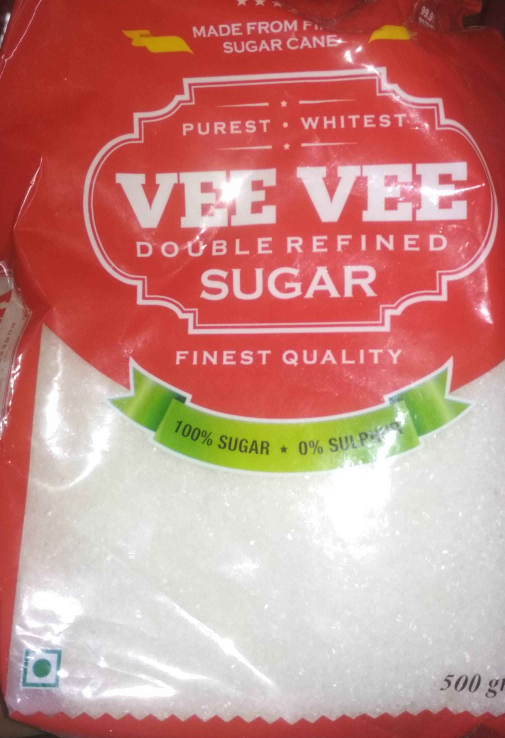 MADE FROM
SUGAR CANE
PUREST • WHITEST
VEE VEE
DOUBLE REFINED
SUGAR
FINEST QUALITY
100% SUGAR ★ 0% SULPHUR
500